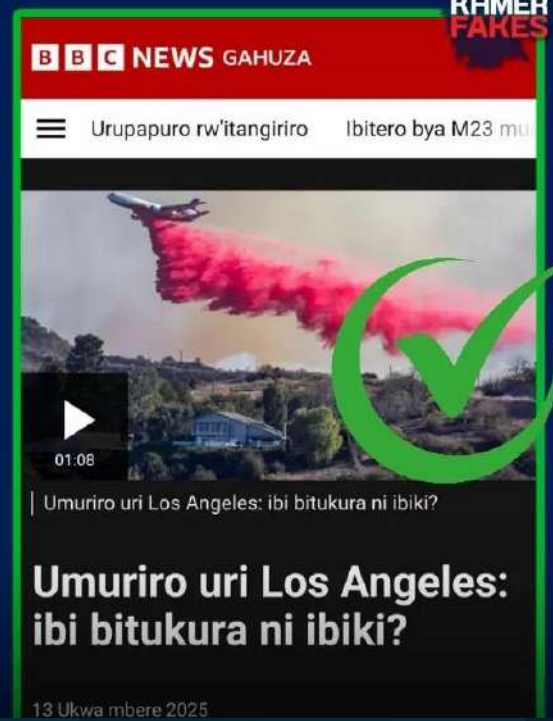 KHMER
FAKES
BBC NEWS GAHUZA
Urupapuro rw'itangiriro Ibitero bya M23
01:08
Umuriro uri Los Angeles: ibi bitukura ni ibiki?
Umuriro uri Los Angeles:
ibi bitukura ni ibiki?
13 Ukwa mbere 2025